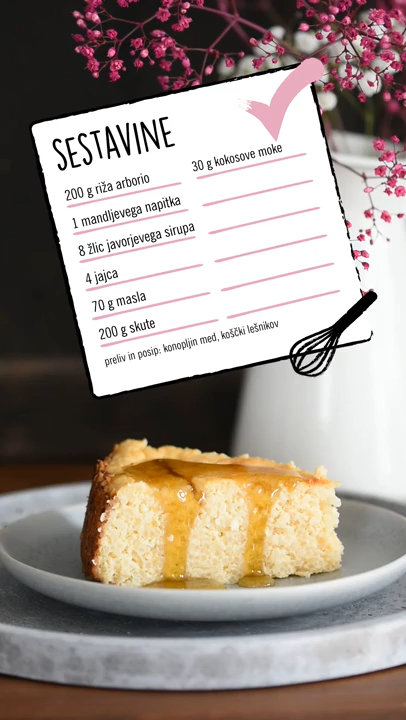 SESTAVINE
200 g riža arborio
1 mandljevega napitka
8 žlic javorjevega sirupa
4 jajca
70 g masla
200 g skute
30 g kokosove moke
preliv in posip: konopljin med, koščki lešnikov